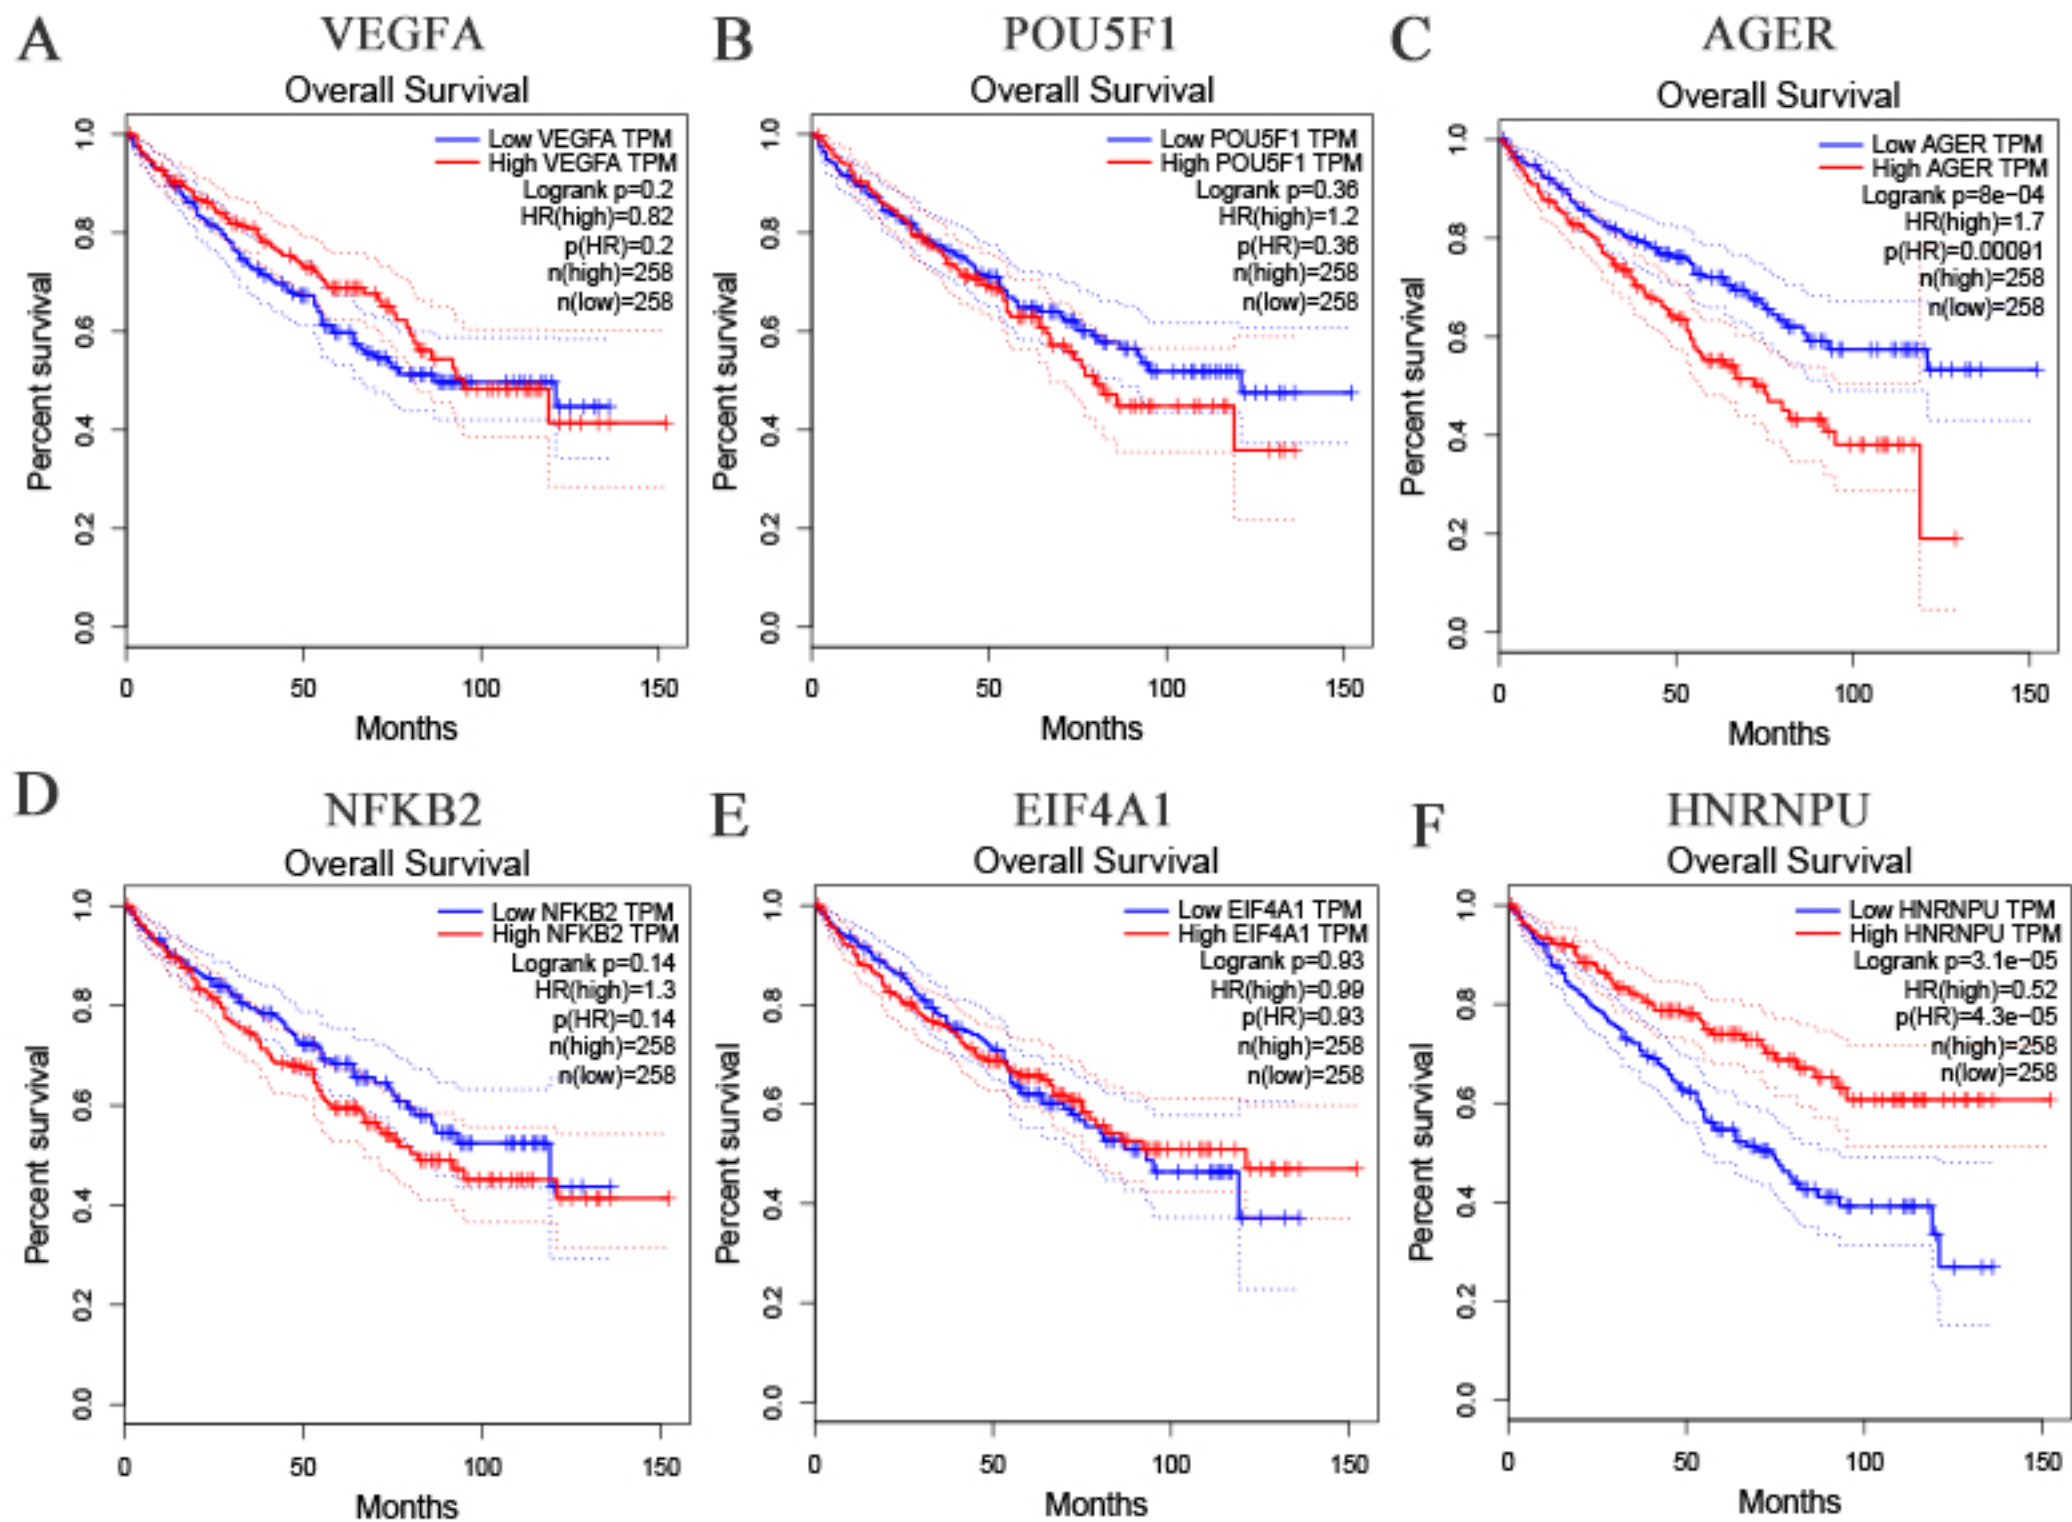 A
VEGFA
Overall Survival
Low VEGFA TPM
High VEGFA TPM
Logrank p=0.2
HR(high)=0.82
p(HR)=0.2
n(high)=258
n(low)=258
Percent survival
0.0
0.2
0.4
0.6
0.8
1.0
0
50
100
150
Months
B
POU5F1
Overall Survival
Low POU5F1 TPM
High POU5F1 TPM
Logrank p=0.36
HR(high)=1.2
p(HR)=0.36
n(high)=258
n(low)=258
Percent survival
0.0
0.2
0.4
0.6
0.8
1.0
0
50
100
150
Months
C
AGER
Overall Survival
Low AGER TPM
High AGER TPM
Logrank p=8e−04
HR(high)=1.7
p(HR)=0.00091
n(high)=258
n(low)=258
Percent survival
0.0
0.2
0.4
0.6
0.8
1.0
0
50
100
150
Months
D
NFKB2
Overall Survival
Low NFKB2 TPM
High NFKB2 TPM
Logrank p=0.14
HR(high)=1.3
p(HR)=0.14
n(high)=258
n(low)=258
Percent survival
0.0
0.2
0.4
0.6
0.8
1.0
0
50
100
150
Months
E
EIF4A1
Overall Survival
Low EIF4A1 TPM
High EIF4A1 TPM
Logrank p=0.93
HR(high)=0.99
p(HR)=0.93
n(high)=258
n(low)=258
Percent survival
0.0
0.2
0.4
0.6
0.8
1.0
0
50
100
150
Months
F
HNRNPU
Overall Survival
Low HNRNPU TPM
High HNRNPU TPM
Logrank p=3.1e−05
HR(high)=0.52
p(HR)=4.3e−05
n(high)=258
n(low)=258
Percent survival
0.0
0.2
0.4
0.6
0.8
1.0
0
50
100
150
Months